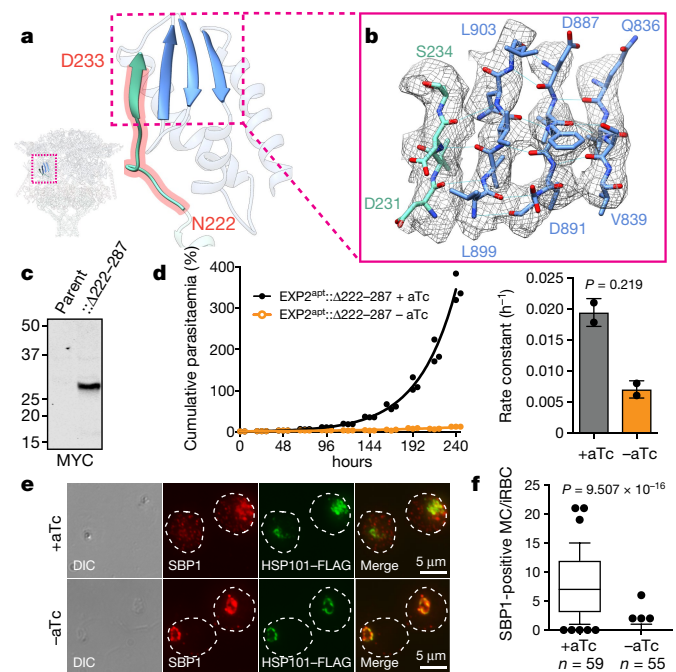 a
D233
N222
b
L903
D887
Q836
S234
D231
L899
D891
V839
c
Parent
::Δ222–287
50
37
25
20
15
MYC
d
Cumulative parasitaemia (%)
400
300
200
100
0
0 48 96 144 192 240
hours
EXP2apt::Δ222–287 + aTc
EXP2apt::Δ222–287 – aTc
Rate constant (h–1)
0.025
0.020
0.015
0.010
0.005
0
P = 0.219
+aTc –aTc
e
+aTc
DIC SBP1 HSP101–FLAG Merge 5 μm
–aTc
DIC SBP1 HSP101–FLAG Merge 5 μm
f
SBP1-positive MC/iRBC
25
20
15
10
5
0
P = 9.507 × 10–16
+aTc –aTc
n = 59 n = 55